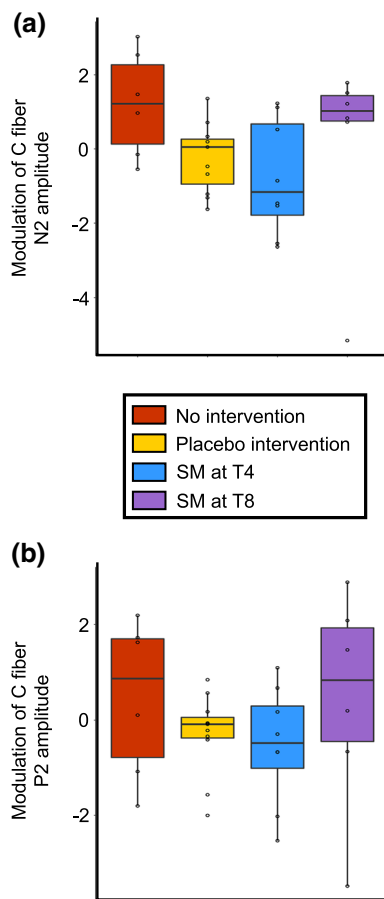 (a)
Modulation of C fiber
N2 amplitude
2
0
-2
-4
No intervention
Placebo intervention
SM at T4
SM at T8
(b)
Modulation of C fiber
P2 amplitude
2
0
-2